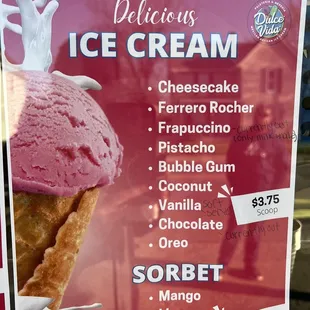 Delicious
Dulce
Vida
ICE CREAM
• Cheesecake
• Ferrero Rocher
• Frapuccino
• Pistacho
• Bubble Gum
• Coconut
• Vanilla
$3.75
Scoop
• Chocolate
• Oreo
SORBET
• Mango